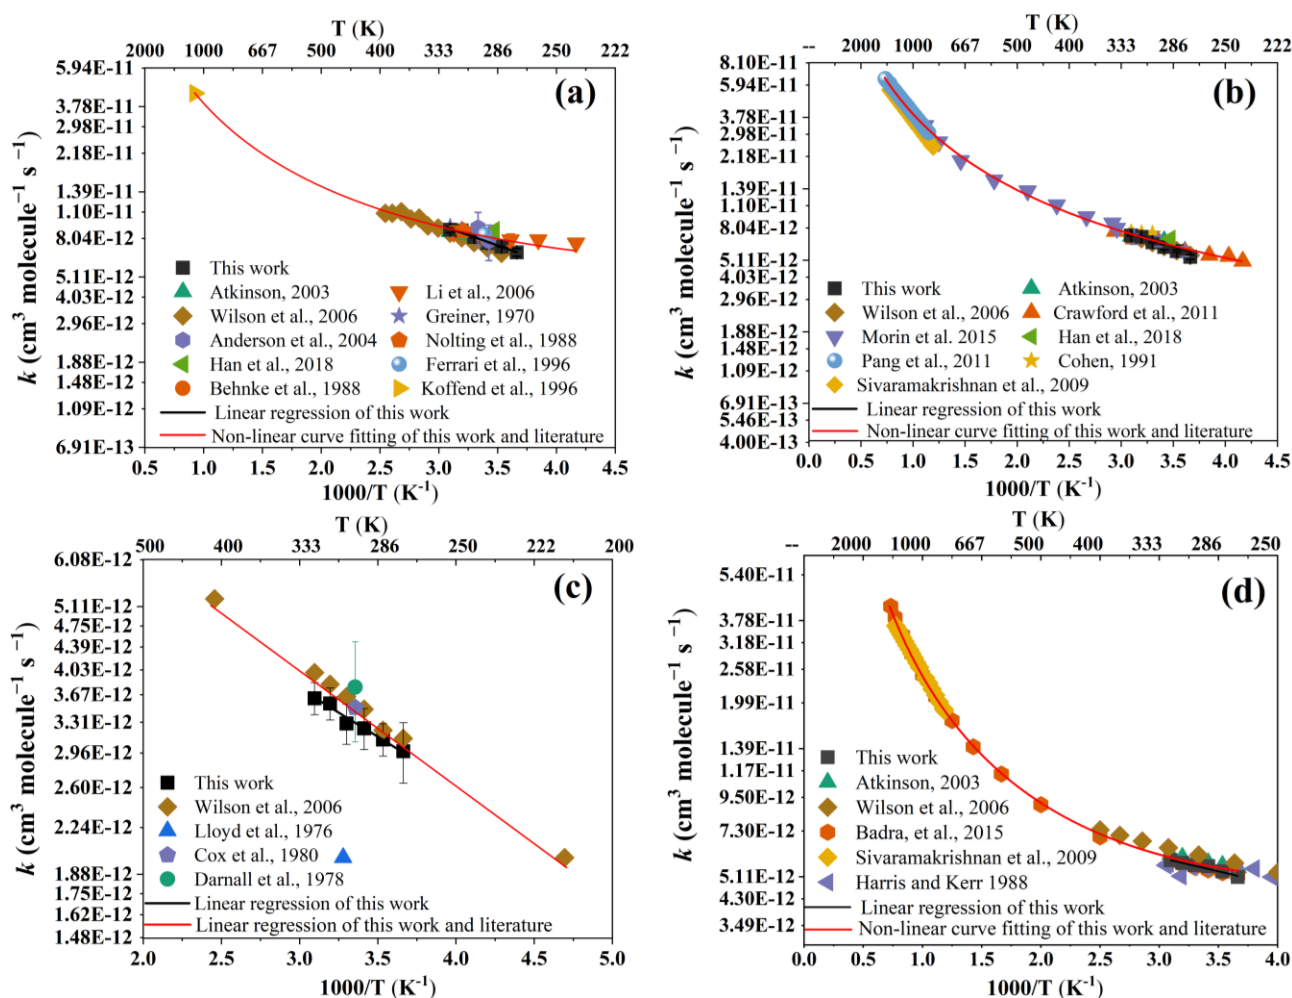 T (K)
2000 1000 667 500 400 333 286 250 222
5.94E-11
3.78E-11
2.98E-11
2.18E-11
1.39E-11
1.10E-11
8.04E-12
5.11E-12
4.03E-12
2.96E-12
1.88E-12
1.48E-12
1.09E-12
6.91E-13
k (cm³ molecule⁻¹ s⁻¹)
(a)
This work
Atkinson, 2003
Li et al., 2006
Wilson et al., 2006
Greiner, 1970
Anderson et al., 2004
Nolting et al., 1988
Han et al., 2018
Ferrari et al., 1996
Behnke et al., 1988
Koffend et al., 1996
Linear regression of this work
Non-linear curve fitting of this work and literature
0.5 1.0 1.5 2.0 2.5 3.0 3.5 4.0 4.5
1000/T (K⁻¹)
T (K)
-- 2000 1000 667 500 400 333 286 250 222
8.10E-11
5.94E-11
3.78E-11
2.98E-11
2.18E-11
1.39E-11
1.10E-11
8.04E-12
5.11E-12
4.03E-12
2.96E-12
1.88E-12
1.48E-12
1.09E-12
6.91E-13
5.46E-13
4.00E-13
k (cm³ molecule⁻¹ s⁻¹)
(b)
This work
Atkinson, 2003
Wilson et al., 2006
Crawford et al., 2011
Morin et al. 2015
Han et al., 2018
Pang et al., 2011
Cohen, 1991
Sivaramakrishnan et al., 2009
Linear regression of this work
Non-linear curve fitting of this work and literature
0.0 0.5 1.0 1.5 2.0 2.5 3.0 3.5 4.0 4.5
1000/T (K⁻¹)
T (K)
500 400 333 286 250 222 200
6.08E-12
5.11E-12
4.75E-12
4.39E-12
4.03E-12
3.67E-12
3.31E-12
2.96E-12
2.60E-12
2.24E-12
1.88E-12
1.75E-12
1.62E-12
1.48E-12
k (cm³ molecule⁻¹ s⁻¹)
(c)
This work
Wilson et al., 2006
Lloyd et al., 1976
Cox et al., 1980
Darnall et al., 1978
Linear regression of this work
Linear regression of this work and literature
2.0 2.5 3.0 3.5 4.0 4.5 5.0
1000/T (K⁻¹)
T (K)
-- 2000 1000 667 500 400 333 286 250
5.40E-11
3.78E-11
3.18E-11
2.58E-11
1.99E-11
1.39E-11
1.17E-11
9.50E-12
7.30E-12
5.11E-12
4.30E-12
3.49E-12
k (cm³ molecule⁻¹ s⁻¹)
(d)
This work
Atkinson, 2003
Wilson et al., 2006
Badra, et al., 2015
Sivaramakrishnan et al., 2009
Harris and Kerr 1988
Linear regression of this work
Non-linear curve fitting of this work and literature
0.0 0.5 1.0 1.5 2.0 2.5 3.0 3.5 4.0
1000/T (K⁻¹)